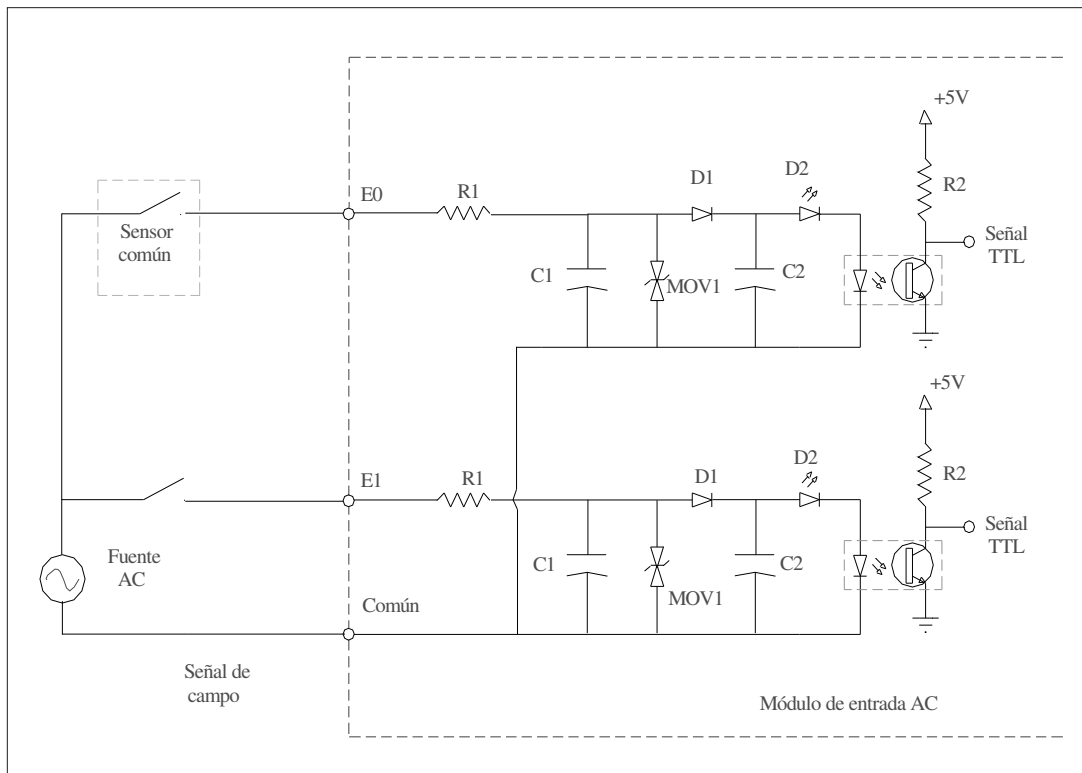 +5V
D1
D2
R2
E0
R1
Sensor
común
Señal
TTL
C1
MOV1
C2
+5V
D1
D2
R2
E1
R1
Señal
TTL
Fuente
AC
C1
MOV1
C2
Común
Señal de
campo
Módulo de entrada AC